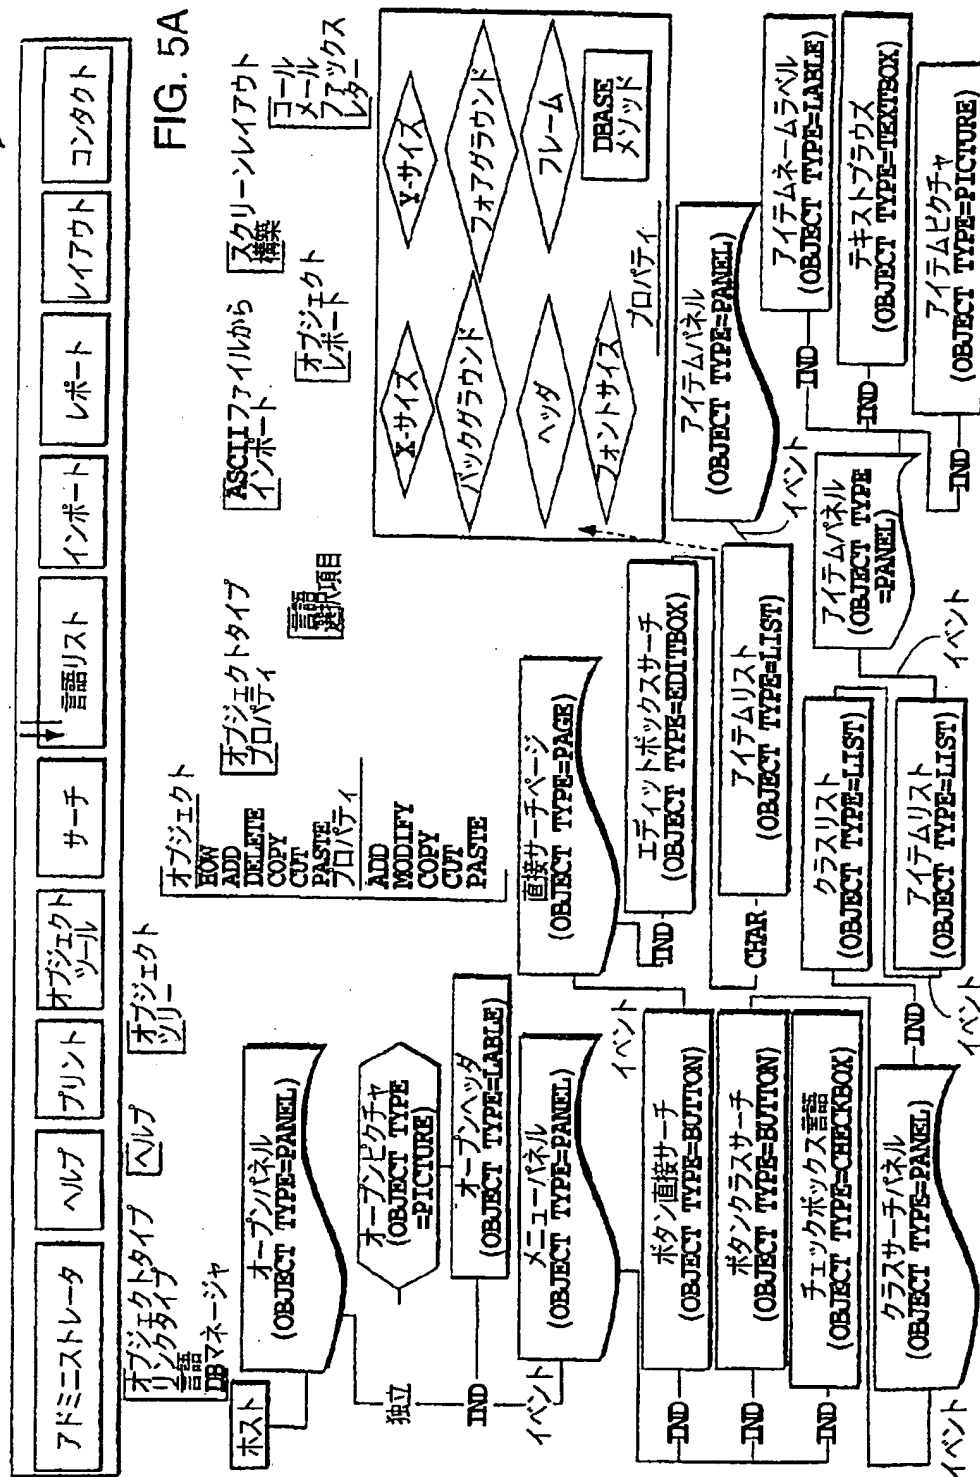 FIG. 5A
アドミニストレータ
ヘルプ
プリント
オブジェクト
ツール
サーチ
言語リスト
インポート
レポート
レイアウト
コンタクト
オブジェクトタイプ
リンクタイプ
言語
DBマネージャ
ヘルプ
オブジェクト
ツリー
オブジェクト
ADD
DELETE
COPY
CUT
PASTE
プロパティ
ADD
MODIFY
COPY
CUT
PASTE
オブジェクトタイプ
プロパティ
言語
選択項目
ASCIIファイルから
インポート
オブジェクト
レポート
スクリーンレイアウト
構築
コール
メール
ファックス
レター
ホスト
オープンパネル
(OBJECT TYPE=PANEL)
独立
オープンピクチャ
(OBJECT TYPE
=PICTURE)
IND
オープンヘッダ
(OBJECT TYPE=LABLE)
イベント
メニューパネル
(OBJECT TYPE=PANEL)
イベント
IND
ボタン直接サーチ
(OBJECT TYPE=BUTTON)
IND
ボタンクラスサーチ
(OBJECT TYPE=BUTTON)
IND
チェックボックス言語
(OBJECT TYPE=CHECKBOX)
イベント
クラスサーチパネル
(OBJECT TYPE=PANEL)
直接サーチページ
(OBJECT TYPE=PAGE)
IND
エディットボックスサーチ
(OBJECT TYPE=EDITBOX)
CHAR
アイテムリスト
(OBJECT TYPE=LIST)
IND
クラスリスト
(OBJECT TYPE=LIST)
イベント
アイテムリスト
(OBJECT TYPE=LIST)
イベント
アイテムパネル
(OBJECT TYPE
=PANEL)
X-サイズ
Y-サイズ
バックグラウンド
フォアグラウンド
ヘッダ
フレーム
フォントサイズ
DBASE
メソッド
プロパティ
イベント
アイテムパネル
(OBJECT TYPE=PANEL)
IND
アイテムネームラベル
(OBJECT TYPE=LABLE)
IND
テキストブラウズ
(OBJECT TYPE=TEXTBOX)
IND
アイテムピクチャ
(OBJECT TYPE=PICTURE)